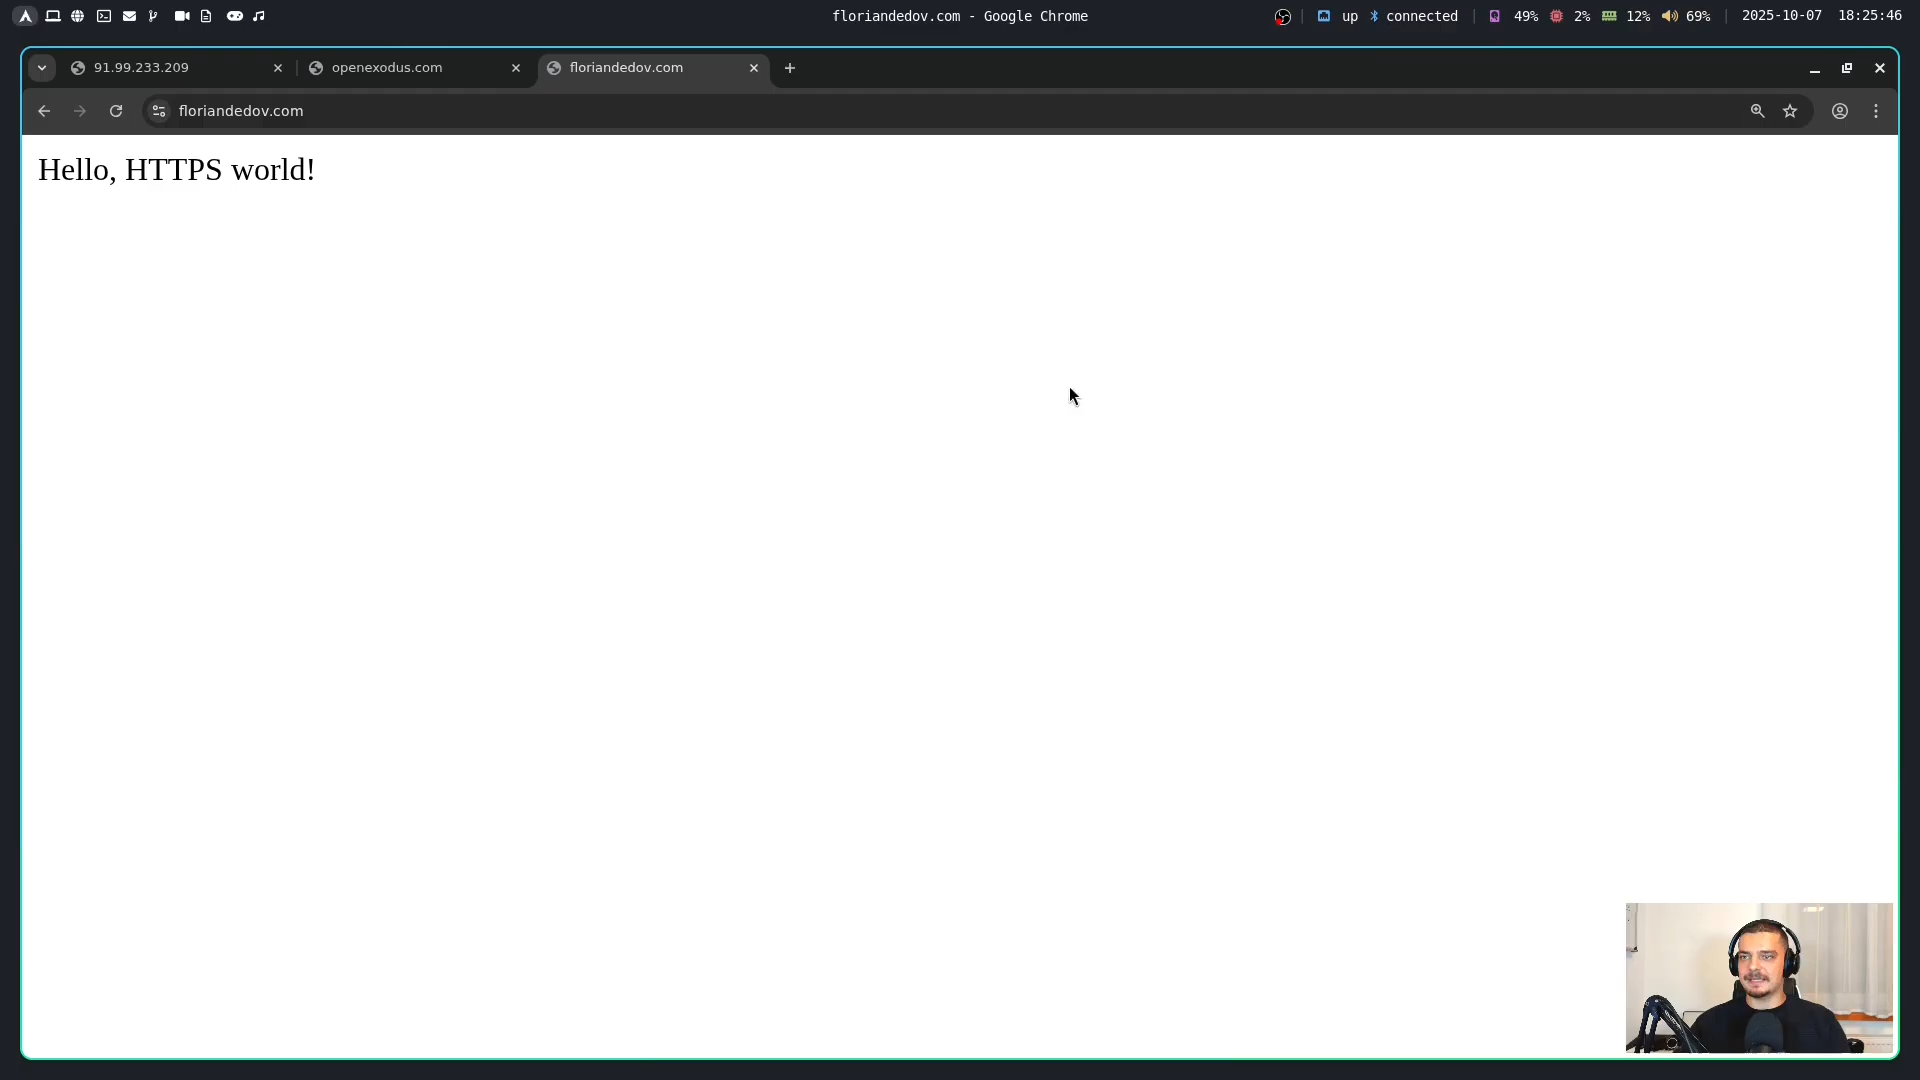 floriandedov.com - Google Chrome
up connected 49% 2% 12% 69% 2025-10-07 18:25:46
91.99.233.209
openexodus.com
floriandedov.com
floriandedov.com
Hello, HTTPS world!